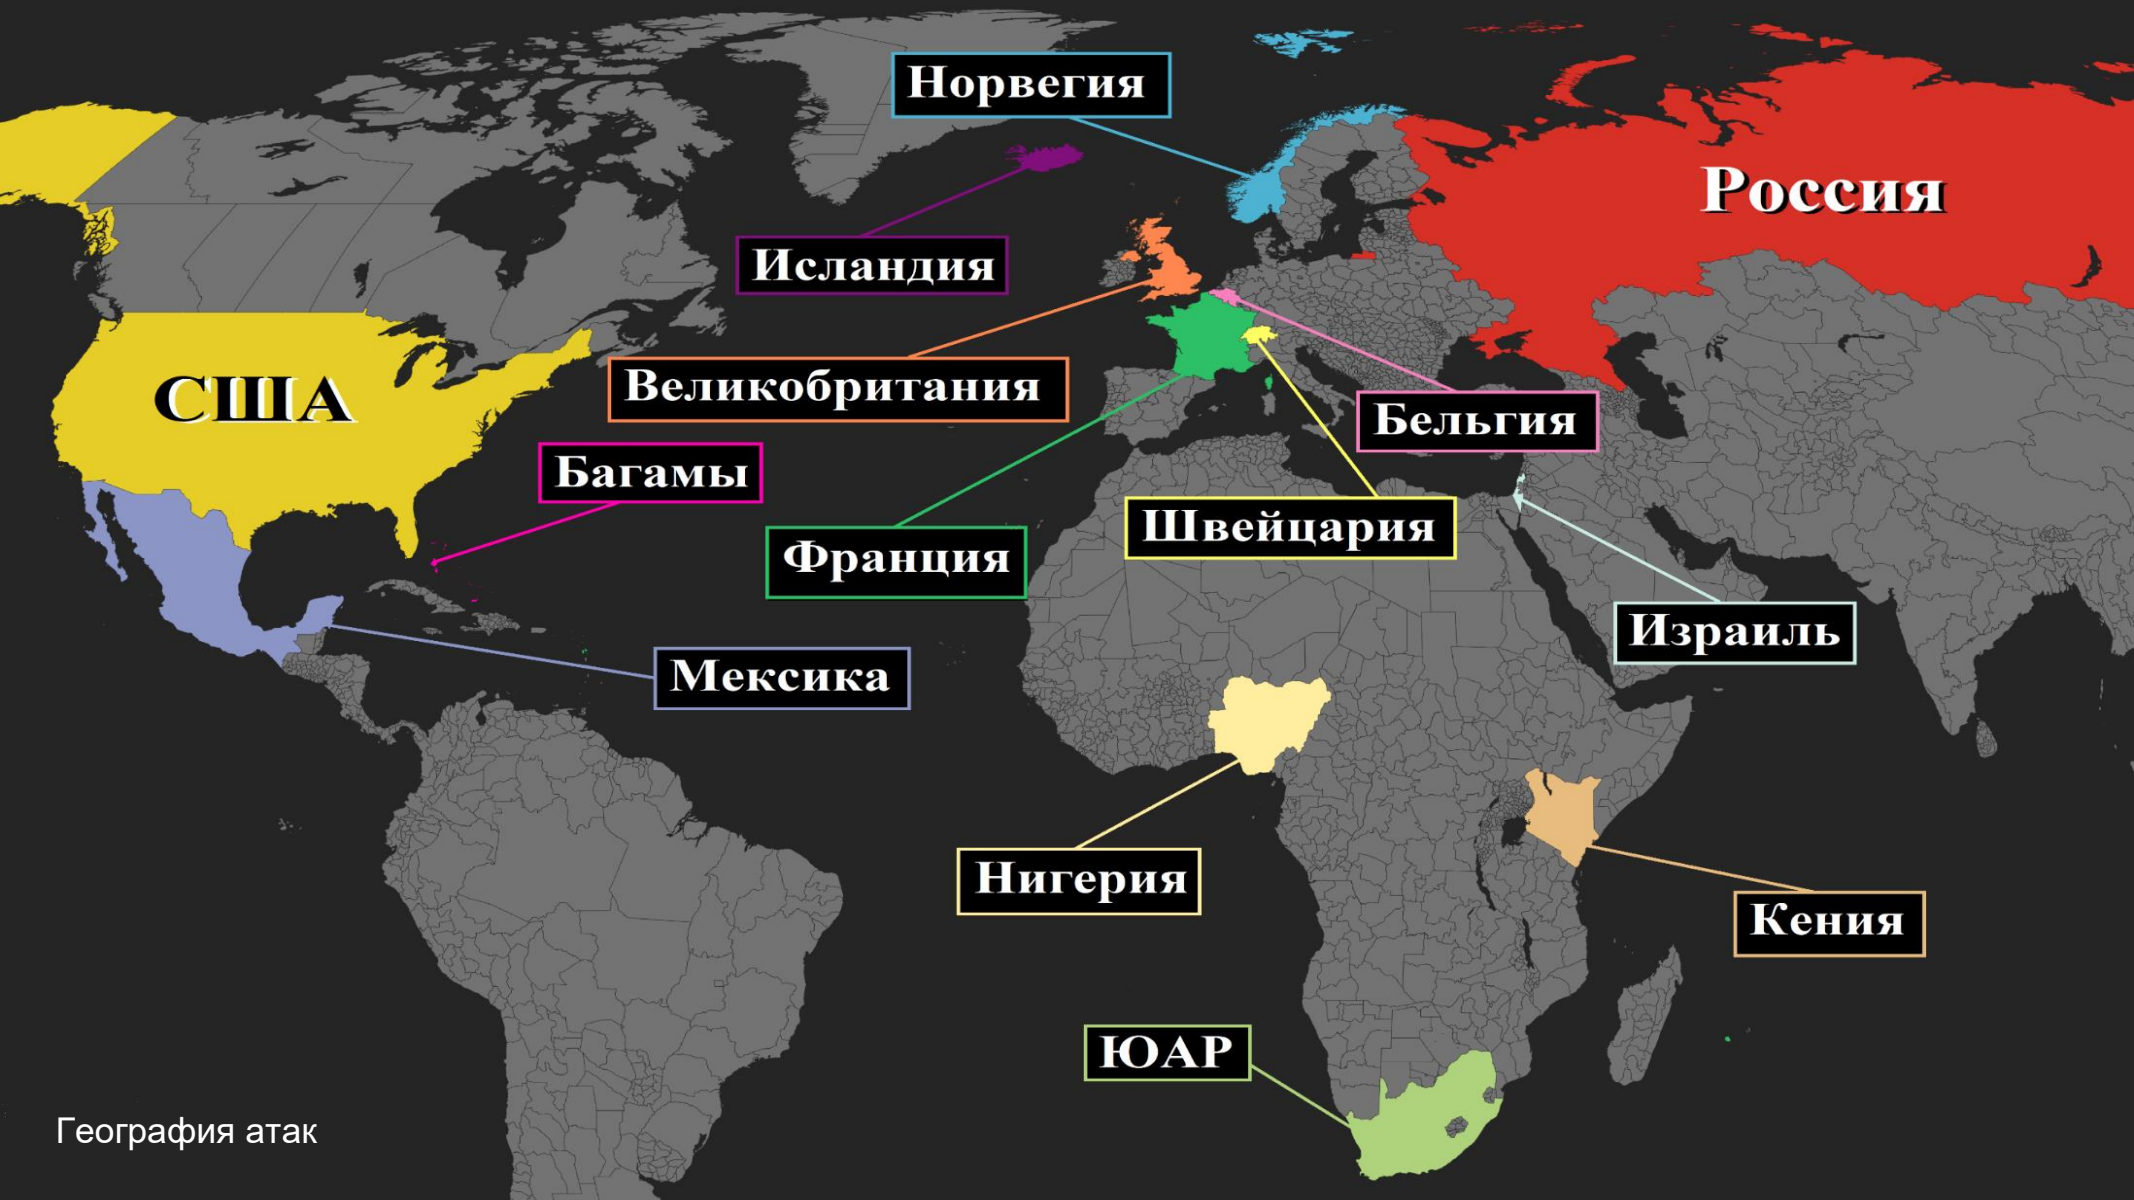 Норвегия
Россия
Исландия
Великобритания
США
Бельгия
Багамы
Швейцария
Франция
Израиль
Мексика
Нигерия
Кения
ЮАР
География атак